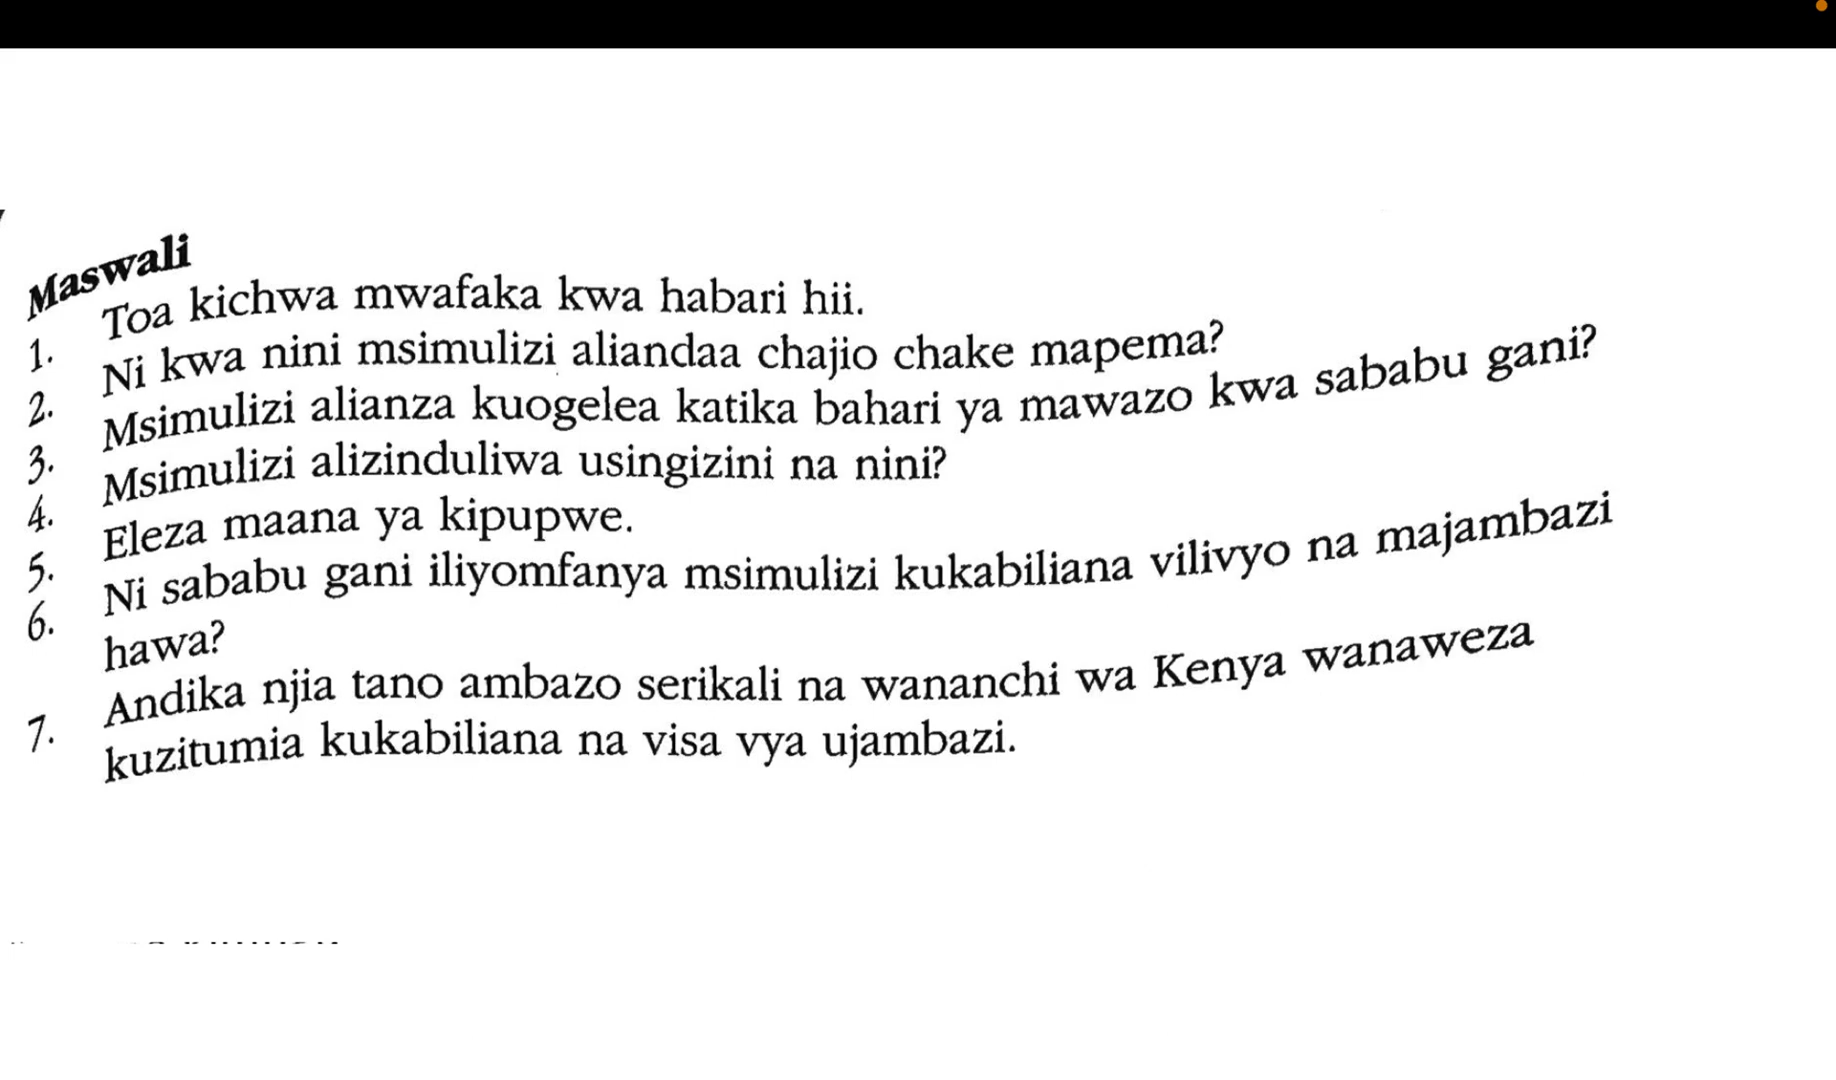 Maswali
1. Toa kichwa mwafaka kwa habari hii.
2. Ni kwa nini msimulizi aliandaa chajio chake mapema?
3. Msimulizi alianza kuogelea katika bahari ya mawazo kwa sababu gani?
4. Msimulizi alizinduliwa usingizini na nini?
5. Eleza maana ya kipupwe.
6. Ni sababu gani iliyomfanya msimulizi kukabiliana vilivyo na majambazi
hawa?
7. Andika njia tano ambazo serikali na wananchi wa Kenya wanaweza
kuzitumia kukabiliana na visa vya ujambazi.